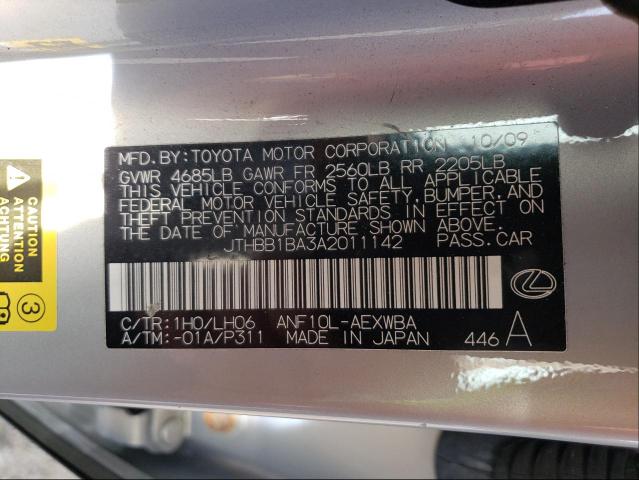 MFD.BY:TOYOTA MOTOR CORPORATION 10/09
GVWR 4685LB GAWR FR 2560LB RR 2205LB
THIS VEHICLE CONFORMS TO ALL APPLICABLE
FEDERAL MOTOR VEHICLE SAFETY, BUMPER, AND
THEFT PREVENTION STANDARDS IN EFFECT ON
THE DATE OF MANUFACTURE SHOWN ABOVE.
JTHBB1BA3A2011142 PASS.CAR
C/TR:1H0/LH06 ANF10L-AEXWBA
A/TM:-01A/P311 MADE IN JAPAN 446 A
CAUTION
ATTENTION
3